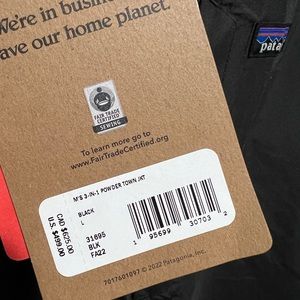 We're in busin
ave our home planet.
FAIR TRADE
CERTIFIED
SEWING
To learn more go to
www.FairTradeCertified.org
M'S 3-IN-1 POWDER TOWN JKT
BLACK
L
31695
BLK
FA22
CAD $625.00
U.S. $499.00
1 95699 30703 2
7017601097 © 2022 Patagonia, Inc.
pata